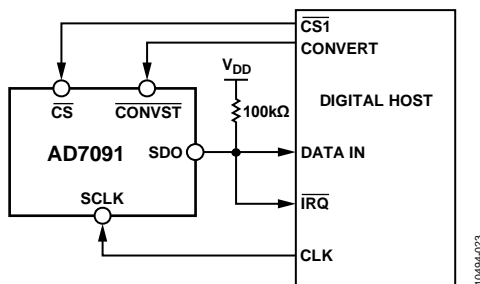 CS1
CONVERT
VDD
DIGITAL HOST
100kΩ
CS
CONVST
AD7091
SDO
DATA IN
SCLK
IRQ
CLK
10494-023